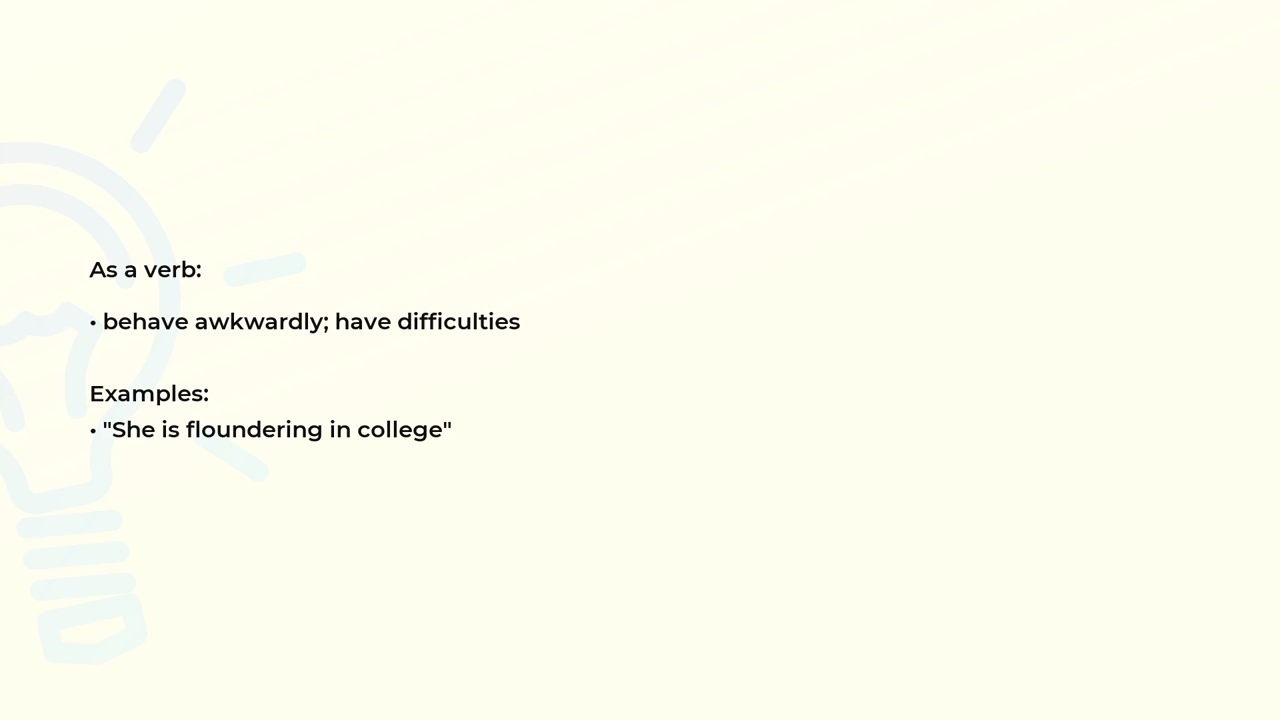 As a verb:
• behave awkwardly; have difficulties
Examples:
• "She is floundering in college"